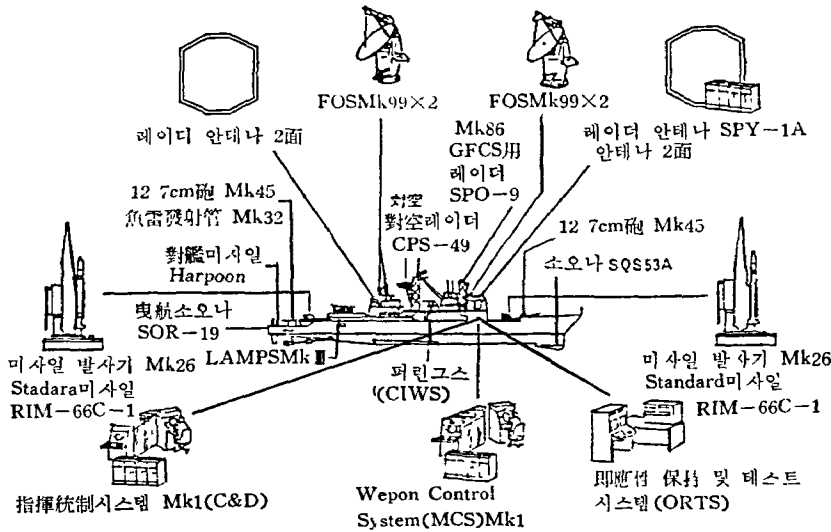 FOSMk99×2
FOSMk99×2
레이디 안테나 2面
Mk86
GFCS用
레이더
SPO-9
레이더 안테나 SPY-1A
안테나 2面
12 7cm砲 Mk45
魚雷發射管 Mk32
對空레이더
CPS-49
12 7cm砲 Mk45
對艦미사일
Harpoon
소오나 SQS53A
曳航소오나
SOR-19
LAMPSMkⅢ
미사일 발사기 Mk26
Stadara미사일
RIM-66C-1
퍼린그스
(CIWS)
미사일 발사기 Mk26
Standard미사일
RIM-66C-1
指揮統制시스템 Mk1(C&D)
Wepon Control
System(MCS)Mk1
即應性 保持 및 테스트
시스템(ORTS)